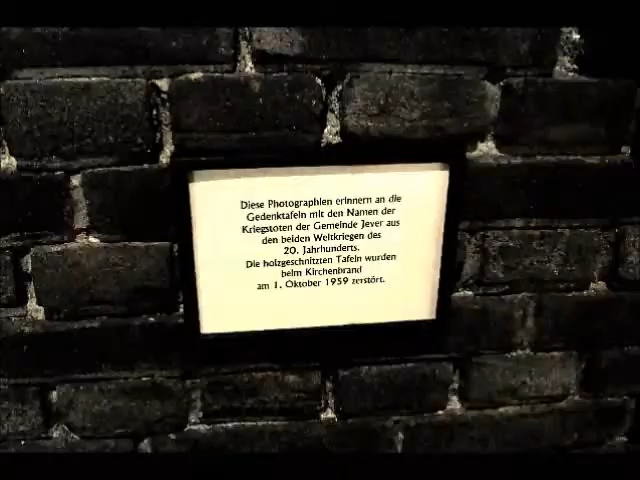 Diese Photographien erinnern an die
Gedenktafeln mit den Namen der
Kriegstoten der Gemeinde Jever aus
den beiden Weltkriegen des
20. Jahrhunderts.
Die holzgeschnitzten Tafeln wurden
beim Kirchenbrand
am 1. Oktober 1959 zerstört.